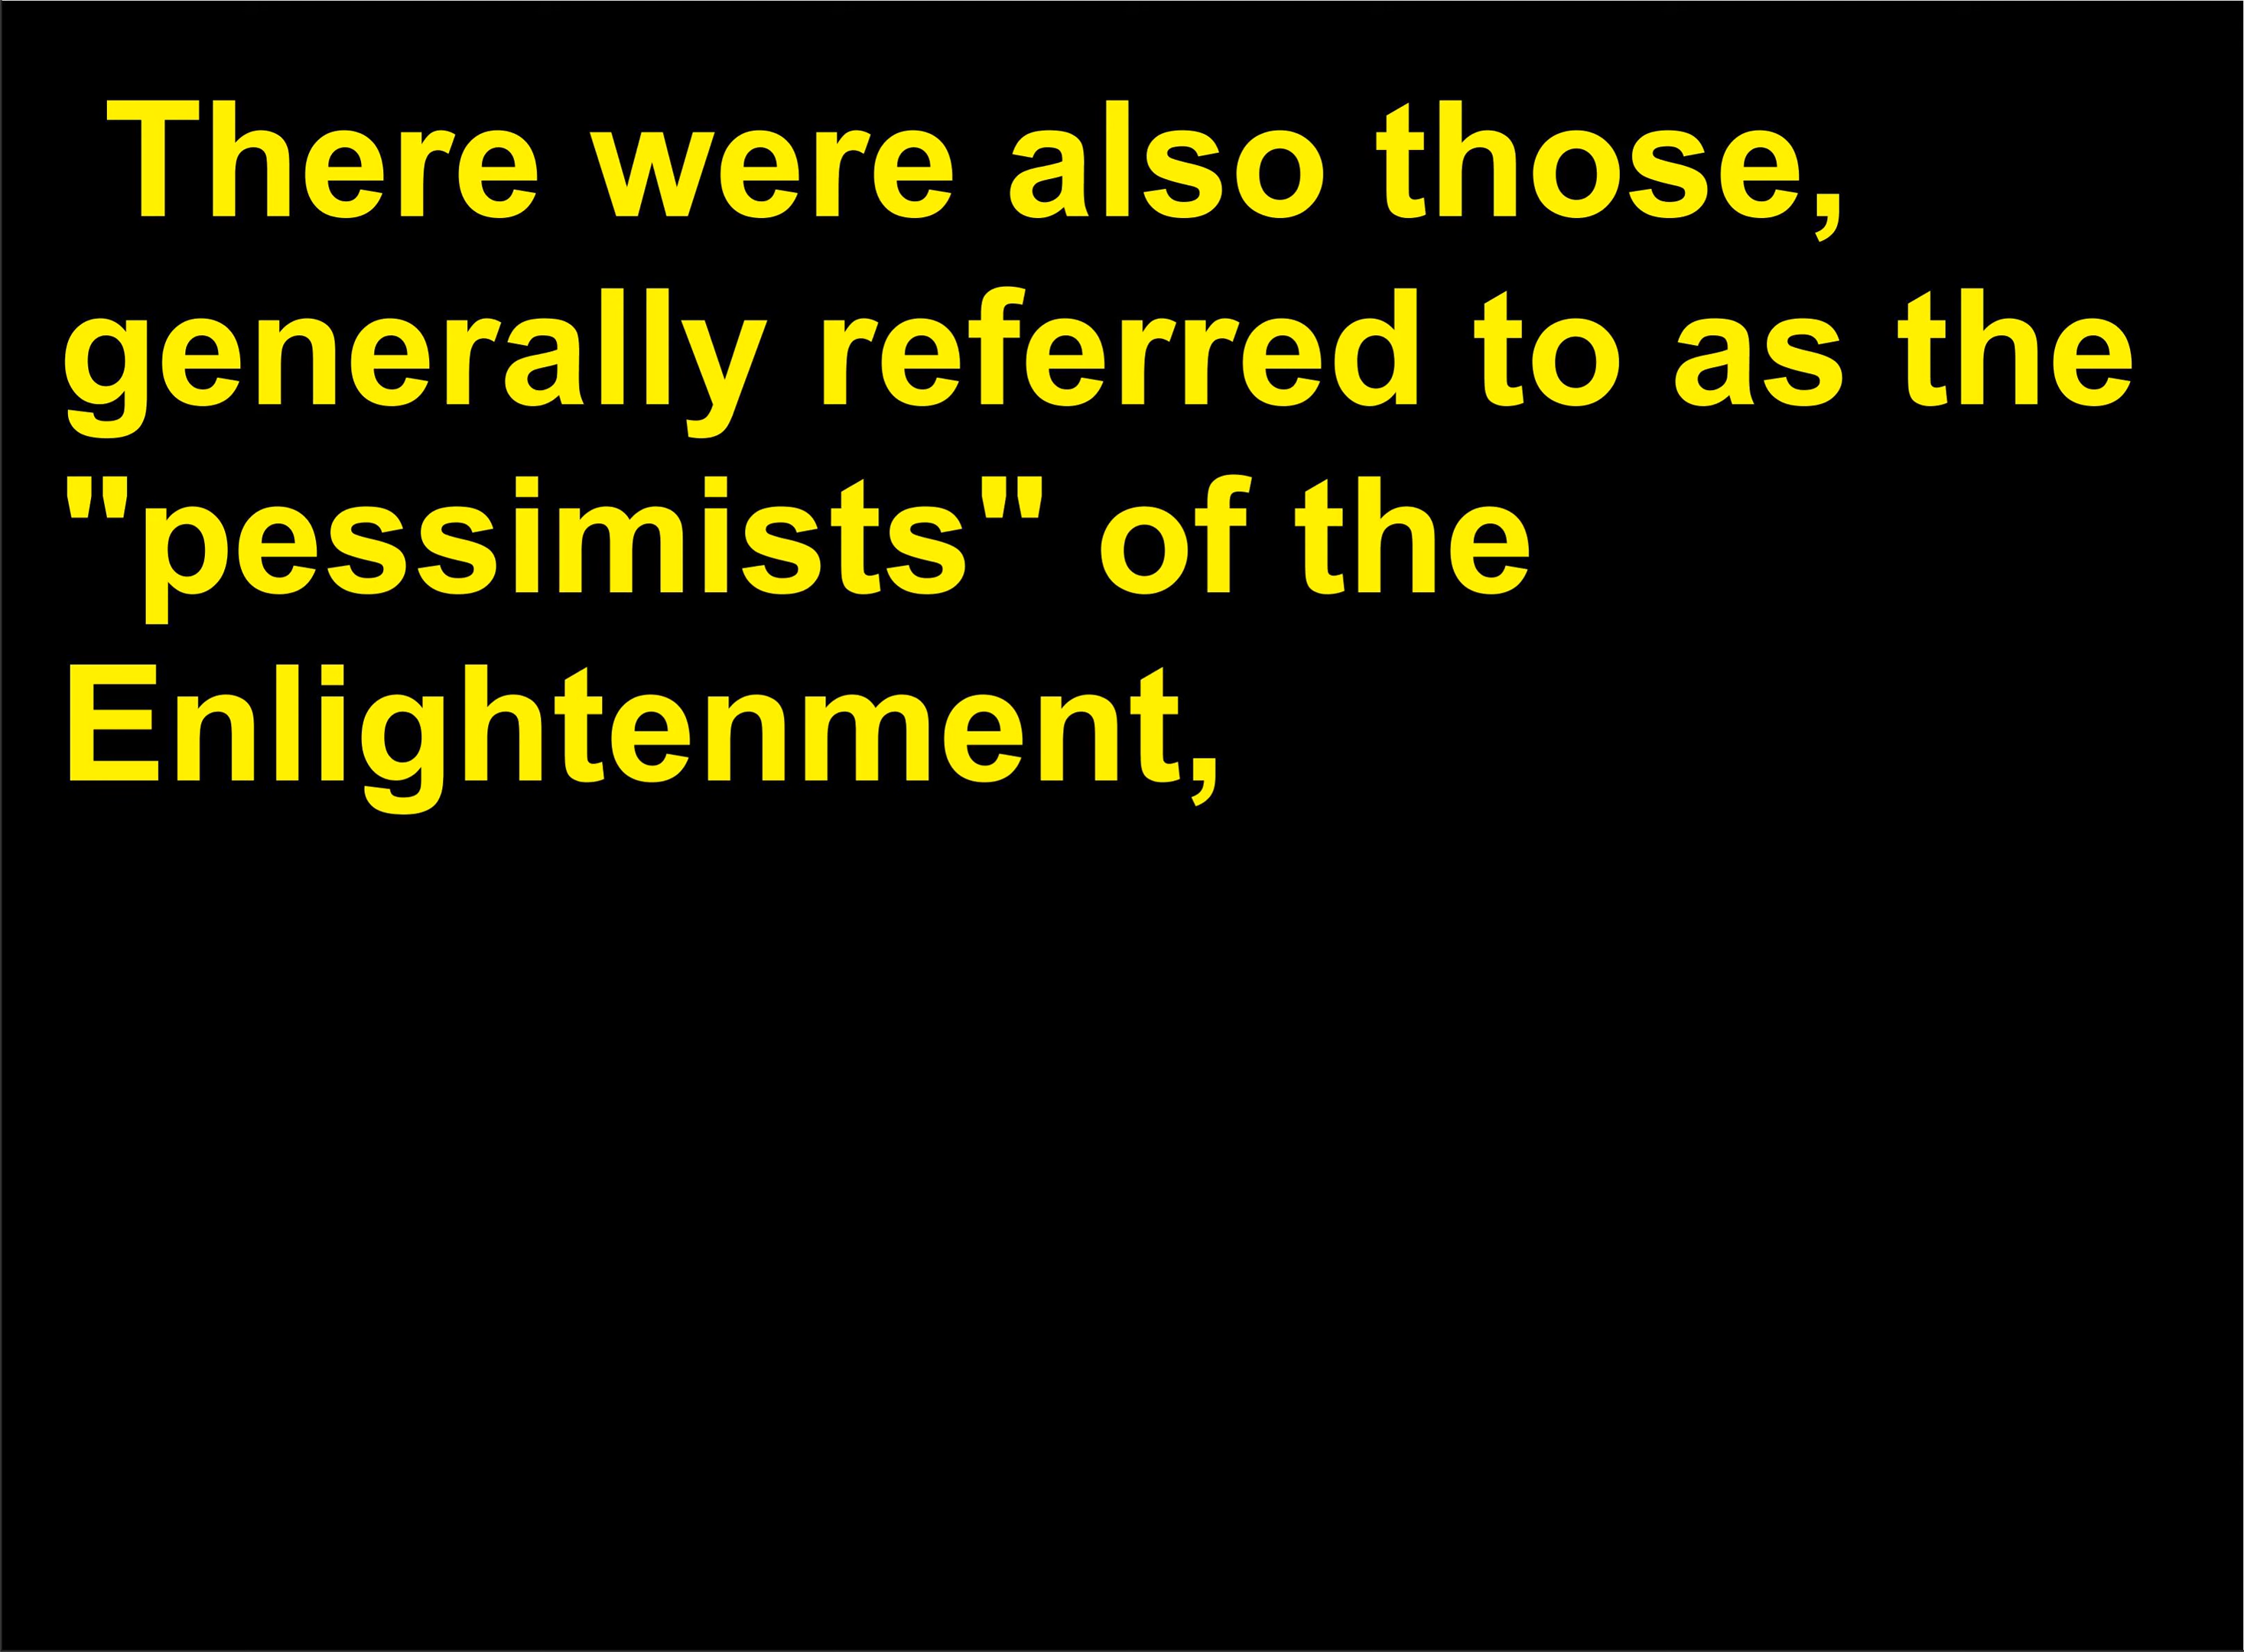 There were also those,
generally referred to as the
"pessimists" of the
Enlightenment,